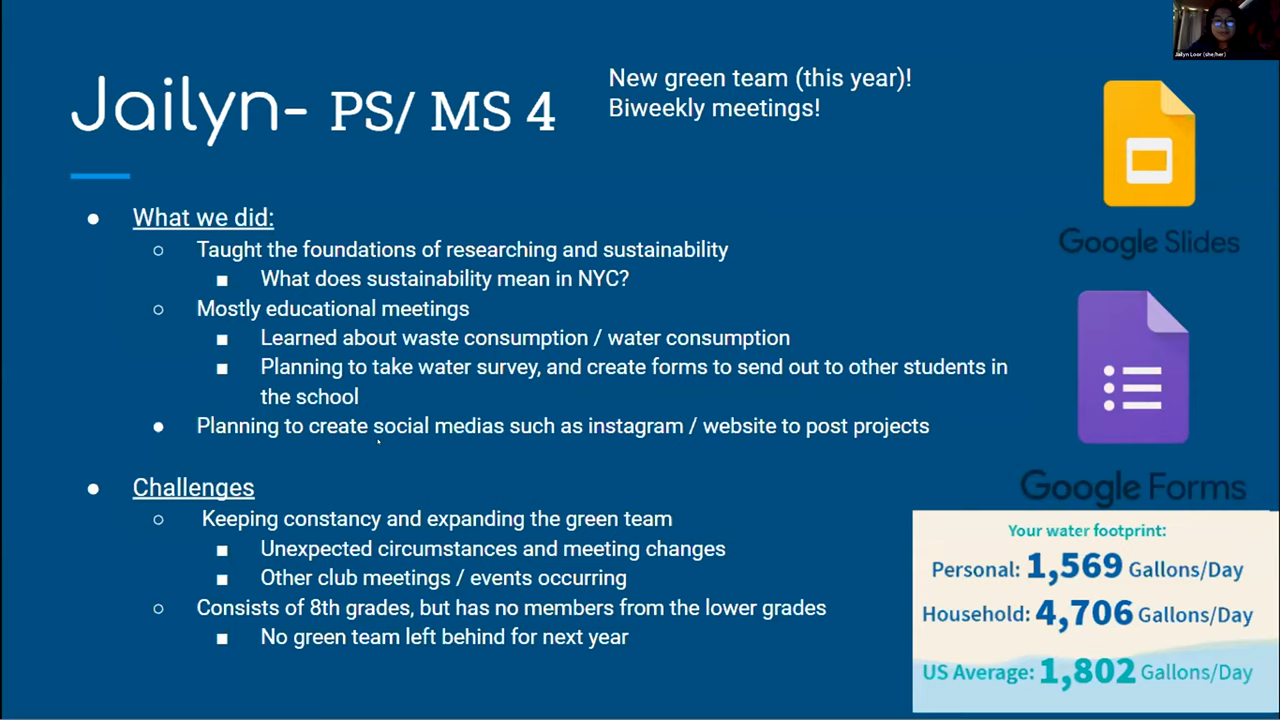 Jailyn Loor (she/her)
Jailyn- PS/ MS 4
New green team (this year)!
Biweekly meetings!
● What we did:
○ Taught the foundations of researching and sustainability
■ What does sustainability mean in NYC?
○ Mostly educational meetings
■ Learned about waste consumption / water consumption
■ Planning to take water survey, and create forms to send out to other students in
the school
● Planning to create social medias such as instagram / website to post projects
● Challenges
○ Keeping constancy and expanding the green team
■ Unexpected circumstances and meeting changes
■ Other club meetings / events occurring
○ Consists of 8th grades, but has no members from the lower grades
■ No green team left behind for next year
Google Slides
Google Forms
Your water footprint:
Personal: 1,569 Gallons/Day
Household: 4,706 Gallons/Day
US Average: 1,802 Gallons/Day